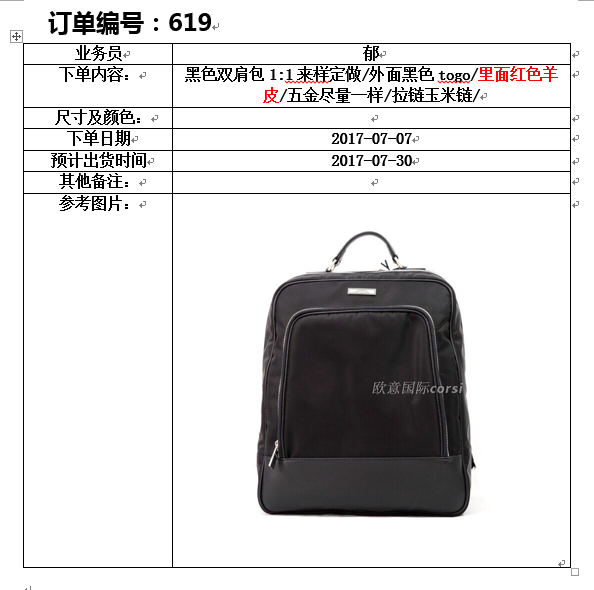 订单编号：619
业务员
郁
下单内容：
黑色双肩包1:1来样定做/外面黑色togo/里面红色羊
皮/五金尽量一样/拉链玉米链/
尺寸及颜色：
下单日期
2017-07-07
预计出货时间
2017-07-30
其他备注：
参考图片：
欧意国际corsi